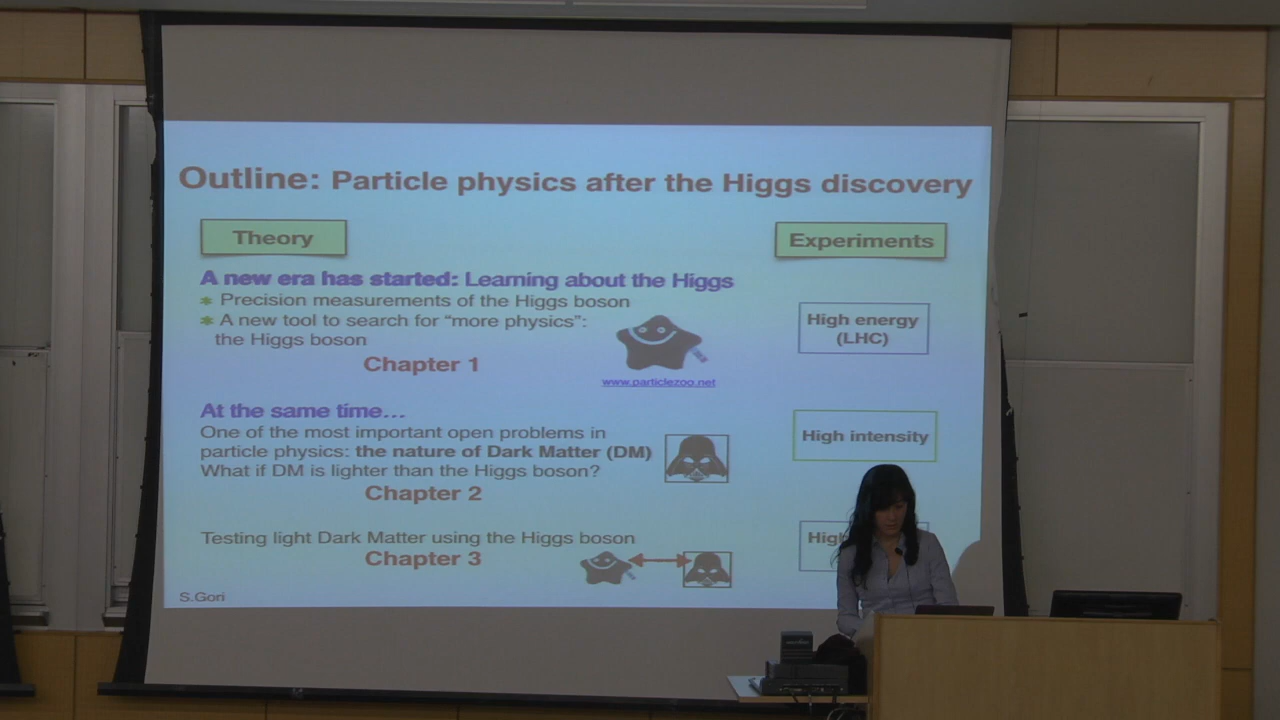 Outline: Particle physics after the Higgs discovery
Theory
Experiments
A new era has started: Learning about the Higgs
✱ Precision measurements of the Higgs boson
✱ A new tool to search for “more physics”:
the Higgs boson
Chapter 1
www.particlezoo.net
High energy
(LHC)
At the same time…
One of the most important open problems in
particle physics: the nature of Dark Matter (DM)
What if DM is lighter than the Higgs boson?
Chapter 2
High intensity
Testing light Dark Matter using the Higgs boson
Chapter 3
S.Gori